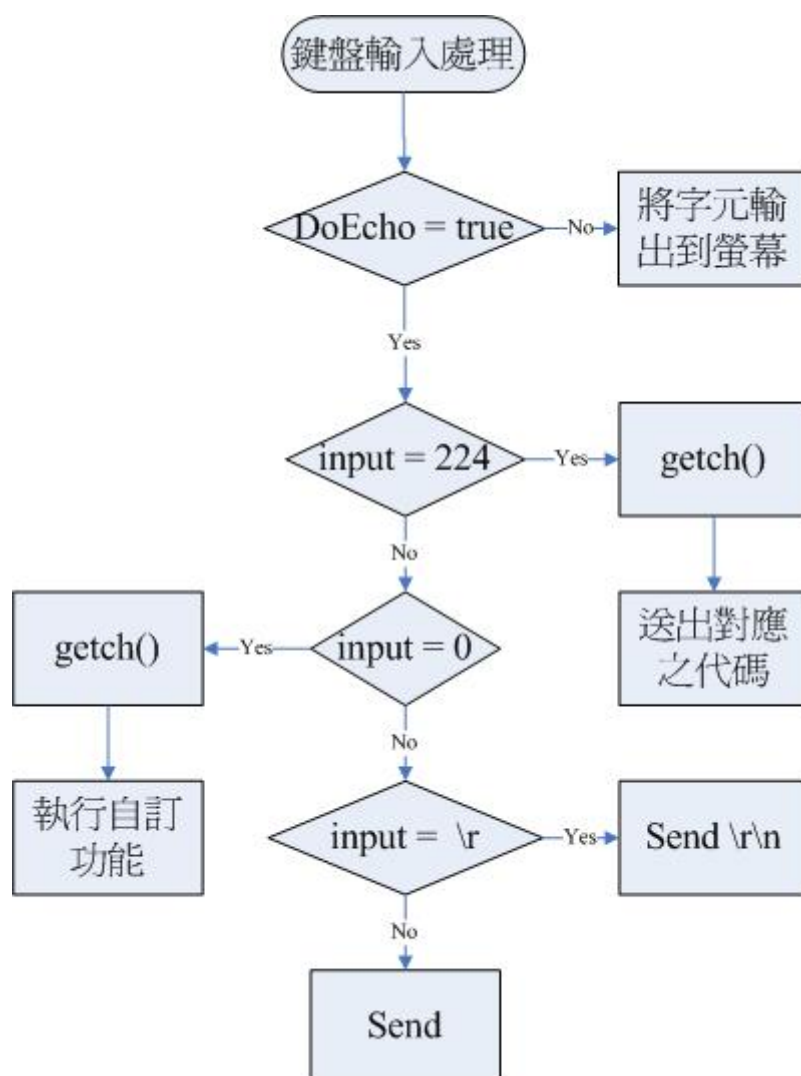 鍵盤輸入處理
DoEcho = true
No
將字元輸
出到螢幕
Yes
input = 224
Yes
getch()
No
送出對應
之代碼
getch()
Yes
input = 0
No
執行自訂
功能
input = \r
Yes
Send \r\n
No
Send